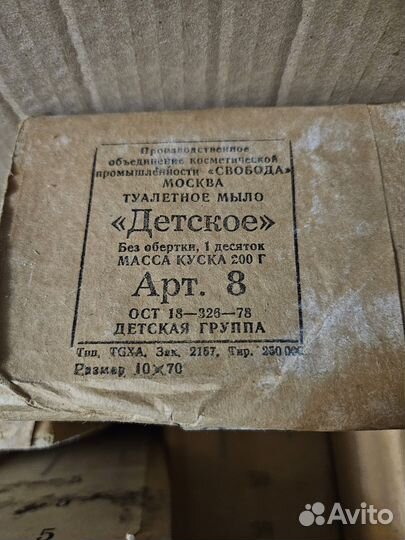 Производственное
объединение косметической
промышленности «СВОБОДА»
МОСКВА
ТУАЛЕТНОЕ МЫЛО
«Детское»
Без обертки, 1 десяток
МАССА КУСКА 200 Г
Арт. 8
ОСТ 18—326—78
ДЕТСКАЯ ГРУППА
Тип. ТСХА, Зак. 2157, Тир. 250 000
Размер 10×70
5
Avito